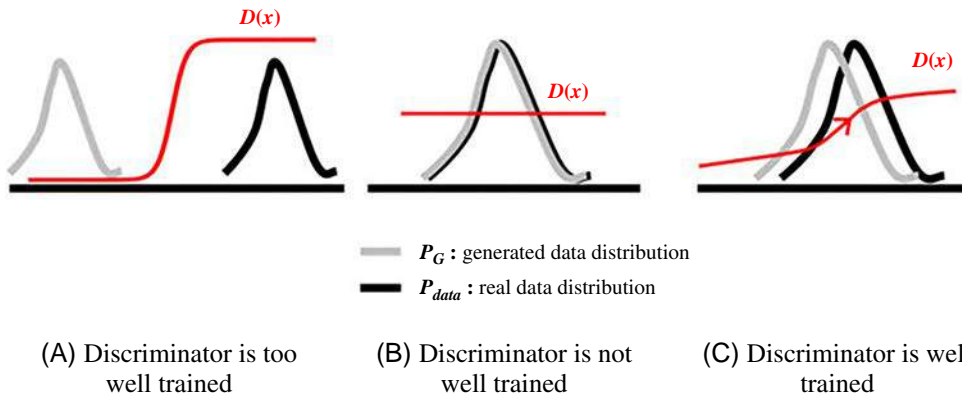 D(x)
D(x)
D(x)
P_G : generated data distribution
P_data : real data distribution
(A) Discriminator is too
well trained
(B) Discriminator is not
well trained
(C) Discriminator is wel
trained